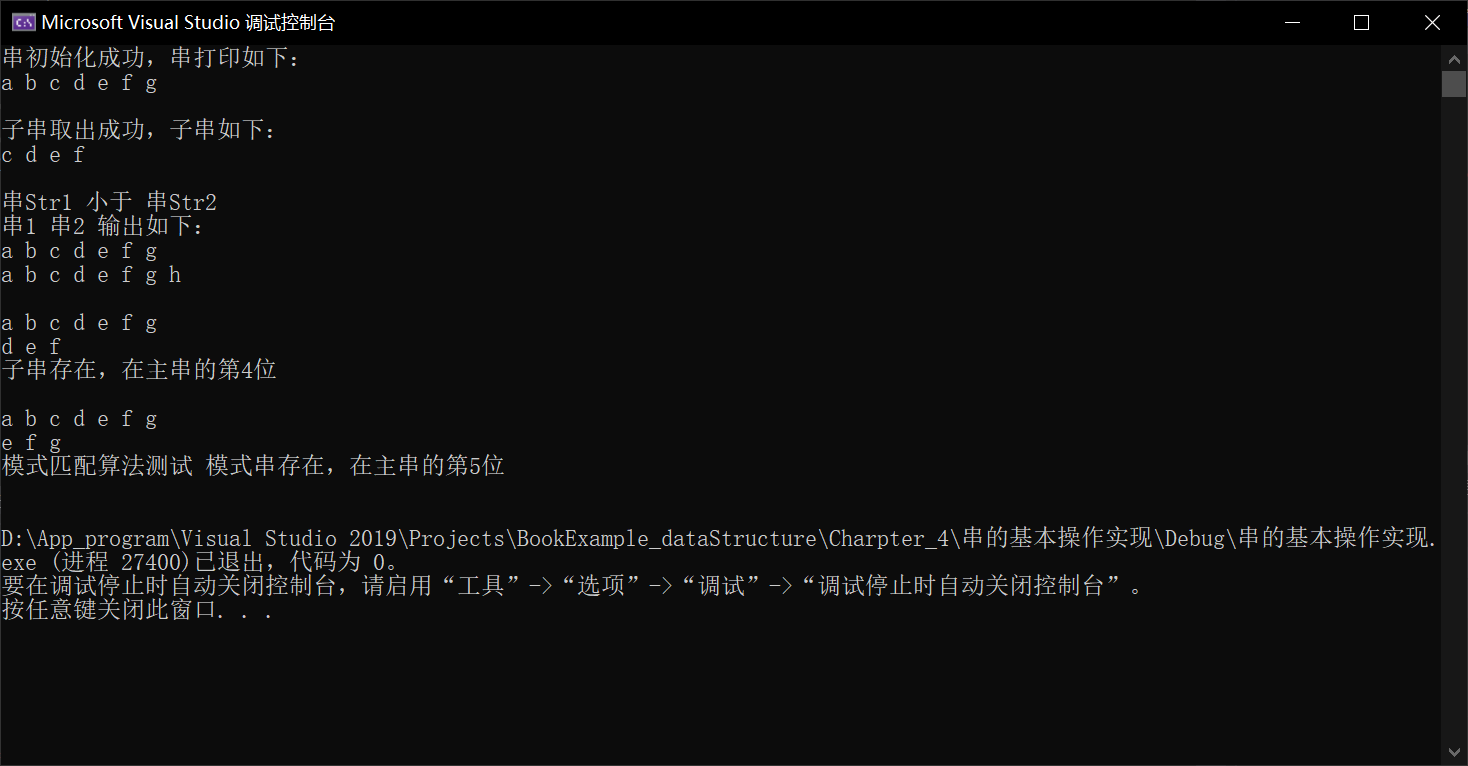 Microsoft Visual Studio 调试控制台
串初始化成功，串打印如下：
a b c d e f g
子串取出成功，子串如下：
c d e f
串Str1 小于 串Str2
串1 串2 输出如下：
a b c d e f g
a b c d e f g h
a b c d e f g
d e f
子串存在，在主串的第4位
a b c d e f g
e f g
模式匹配算法测试 模式串存在，在主串的第5位
D:\App_program\Visual Studio 2019\Projects\BookExample_dataStructure\Charpter_4\串的基本操作实现\Debug\串的基本操作实现.
exe (进程 27400)已退出，代码为 0。
要在调试停止时自动关闭控制台，请启用“工具”->“选项”->“调试”->“调试停止时自动关闭控制台”。
按任意键关闭此窗口. . .